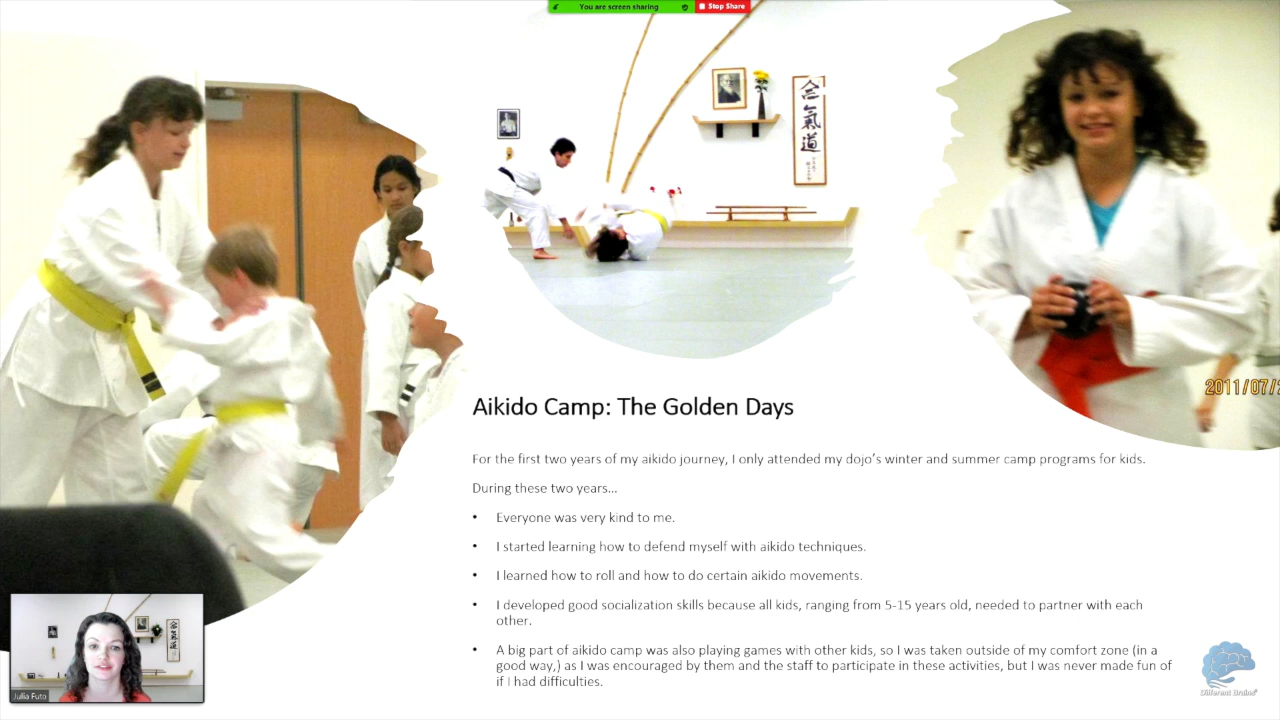 You are screen sharing
Stop Share
合
氣
道
2011/07/2
Aikido Camp: The Golden Days
For the first two years of my aikido journey, I only attended my dojo's winter and summer camp programs for kids.
During these two years...
• Everyone was very kind to me.
• I started learning how to defend myself with aikido techniques.
• I learned how to roll and how to do certain aikido movements.
• I developed good socialization skills because all kids, ranging from 5-15 years old, needed to partner with each
other.
• A big part of aikido camp was also playing games with other kids, so I was taken outside of my comfort zone (in a
good way,) as I was encouraged by them and the staff to participate in these activities, but I was never made fun of
if I had difficulties.
Julia Futo
Different Brains®